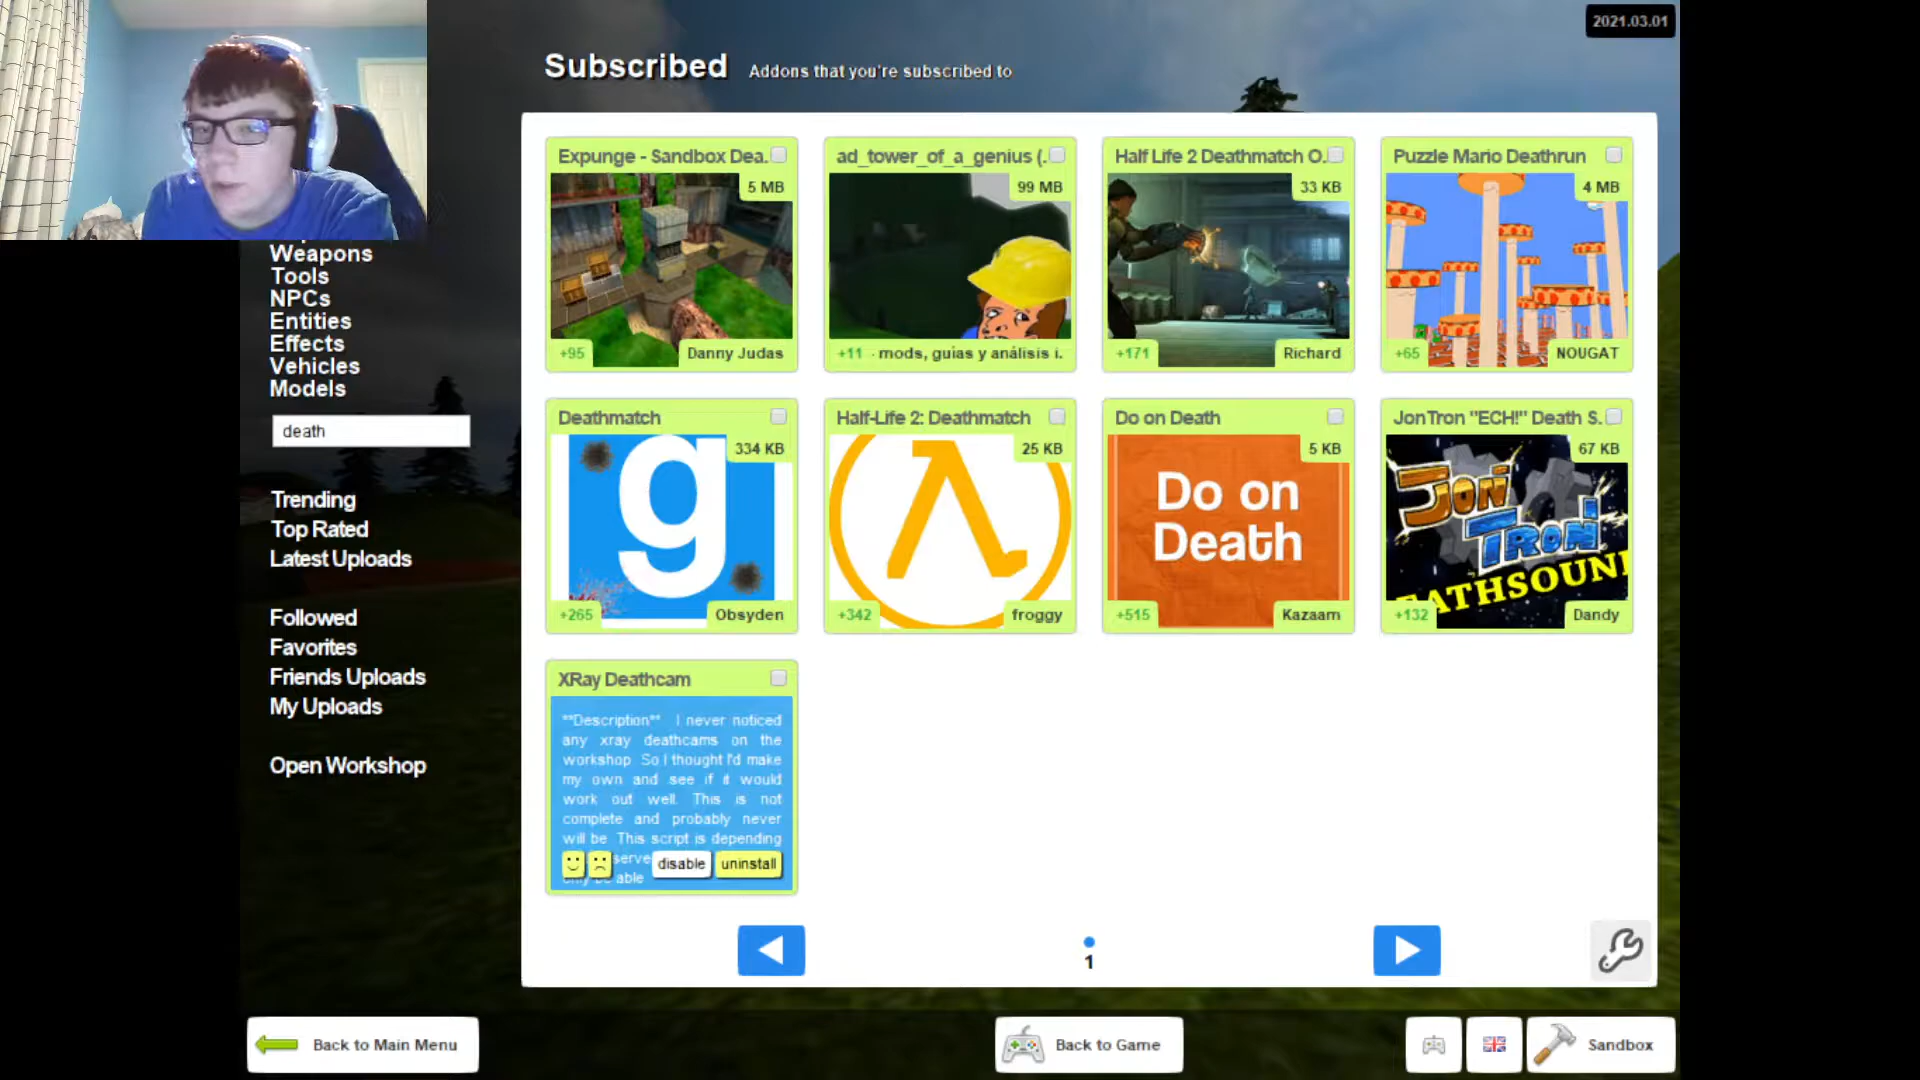 2021.03.01
Subscribed Addons that you're subscribed to
Weapons
Tools
NPCs
Entities
Effects
Vehicles
Models
death
Trending
Top Rated
Latest Uploads
Followed
Favorites
Friends Uploads
My Uploads
Open Workshop
Expunge - Sandbox Dea.
5 MB
+95
Danny Judas
ad_tower_of_a_genius (.
99 MB
+11
mods, guias y análisis i.
Half Life 2 Deathmatch O.
33 KB
+171
Richard
Puzzle Mario Deathrun
4 MB
+65
NOUGAT
Deathmatch
334 KB
g
+265
Obsyden
Half-Life 2: Deathmatch
25 KB
+342
froggy
Do on Death
5 KB
Do on
Death
+515
Kazaam
JonTron "ECH!" Death S.
67 KB
JON
TRON
EATHSOUN
+132
Dandy
XRay Deathcam
**Description** I never noticed
any xray deathcams on the
workshop. So I thought I'd make
my own and see if it would
work out well. This is not
complete and probably never
will be. This script is depending
serve
disable uninstall
only be able
1
Back to Main Menu
Back to Game
Sandbox